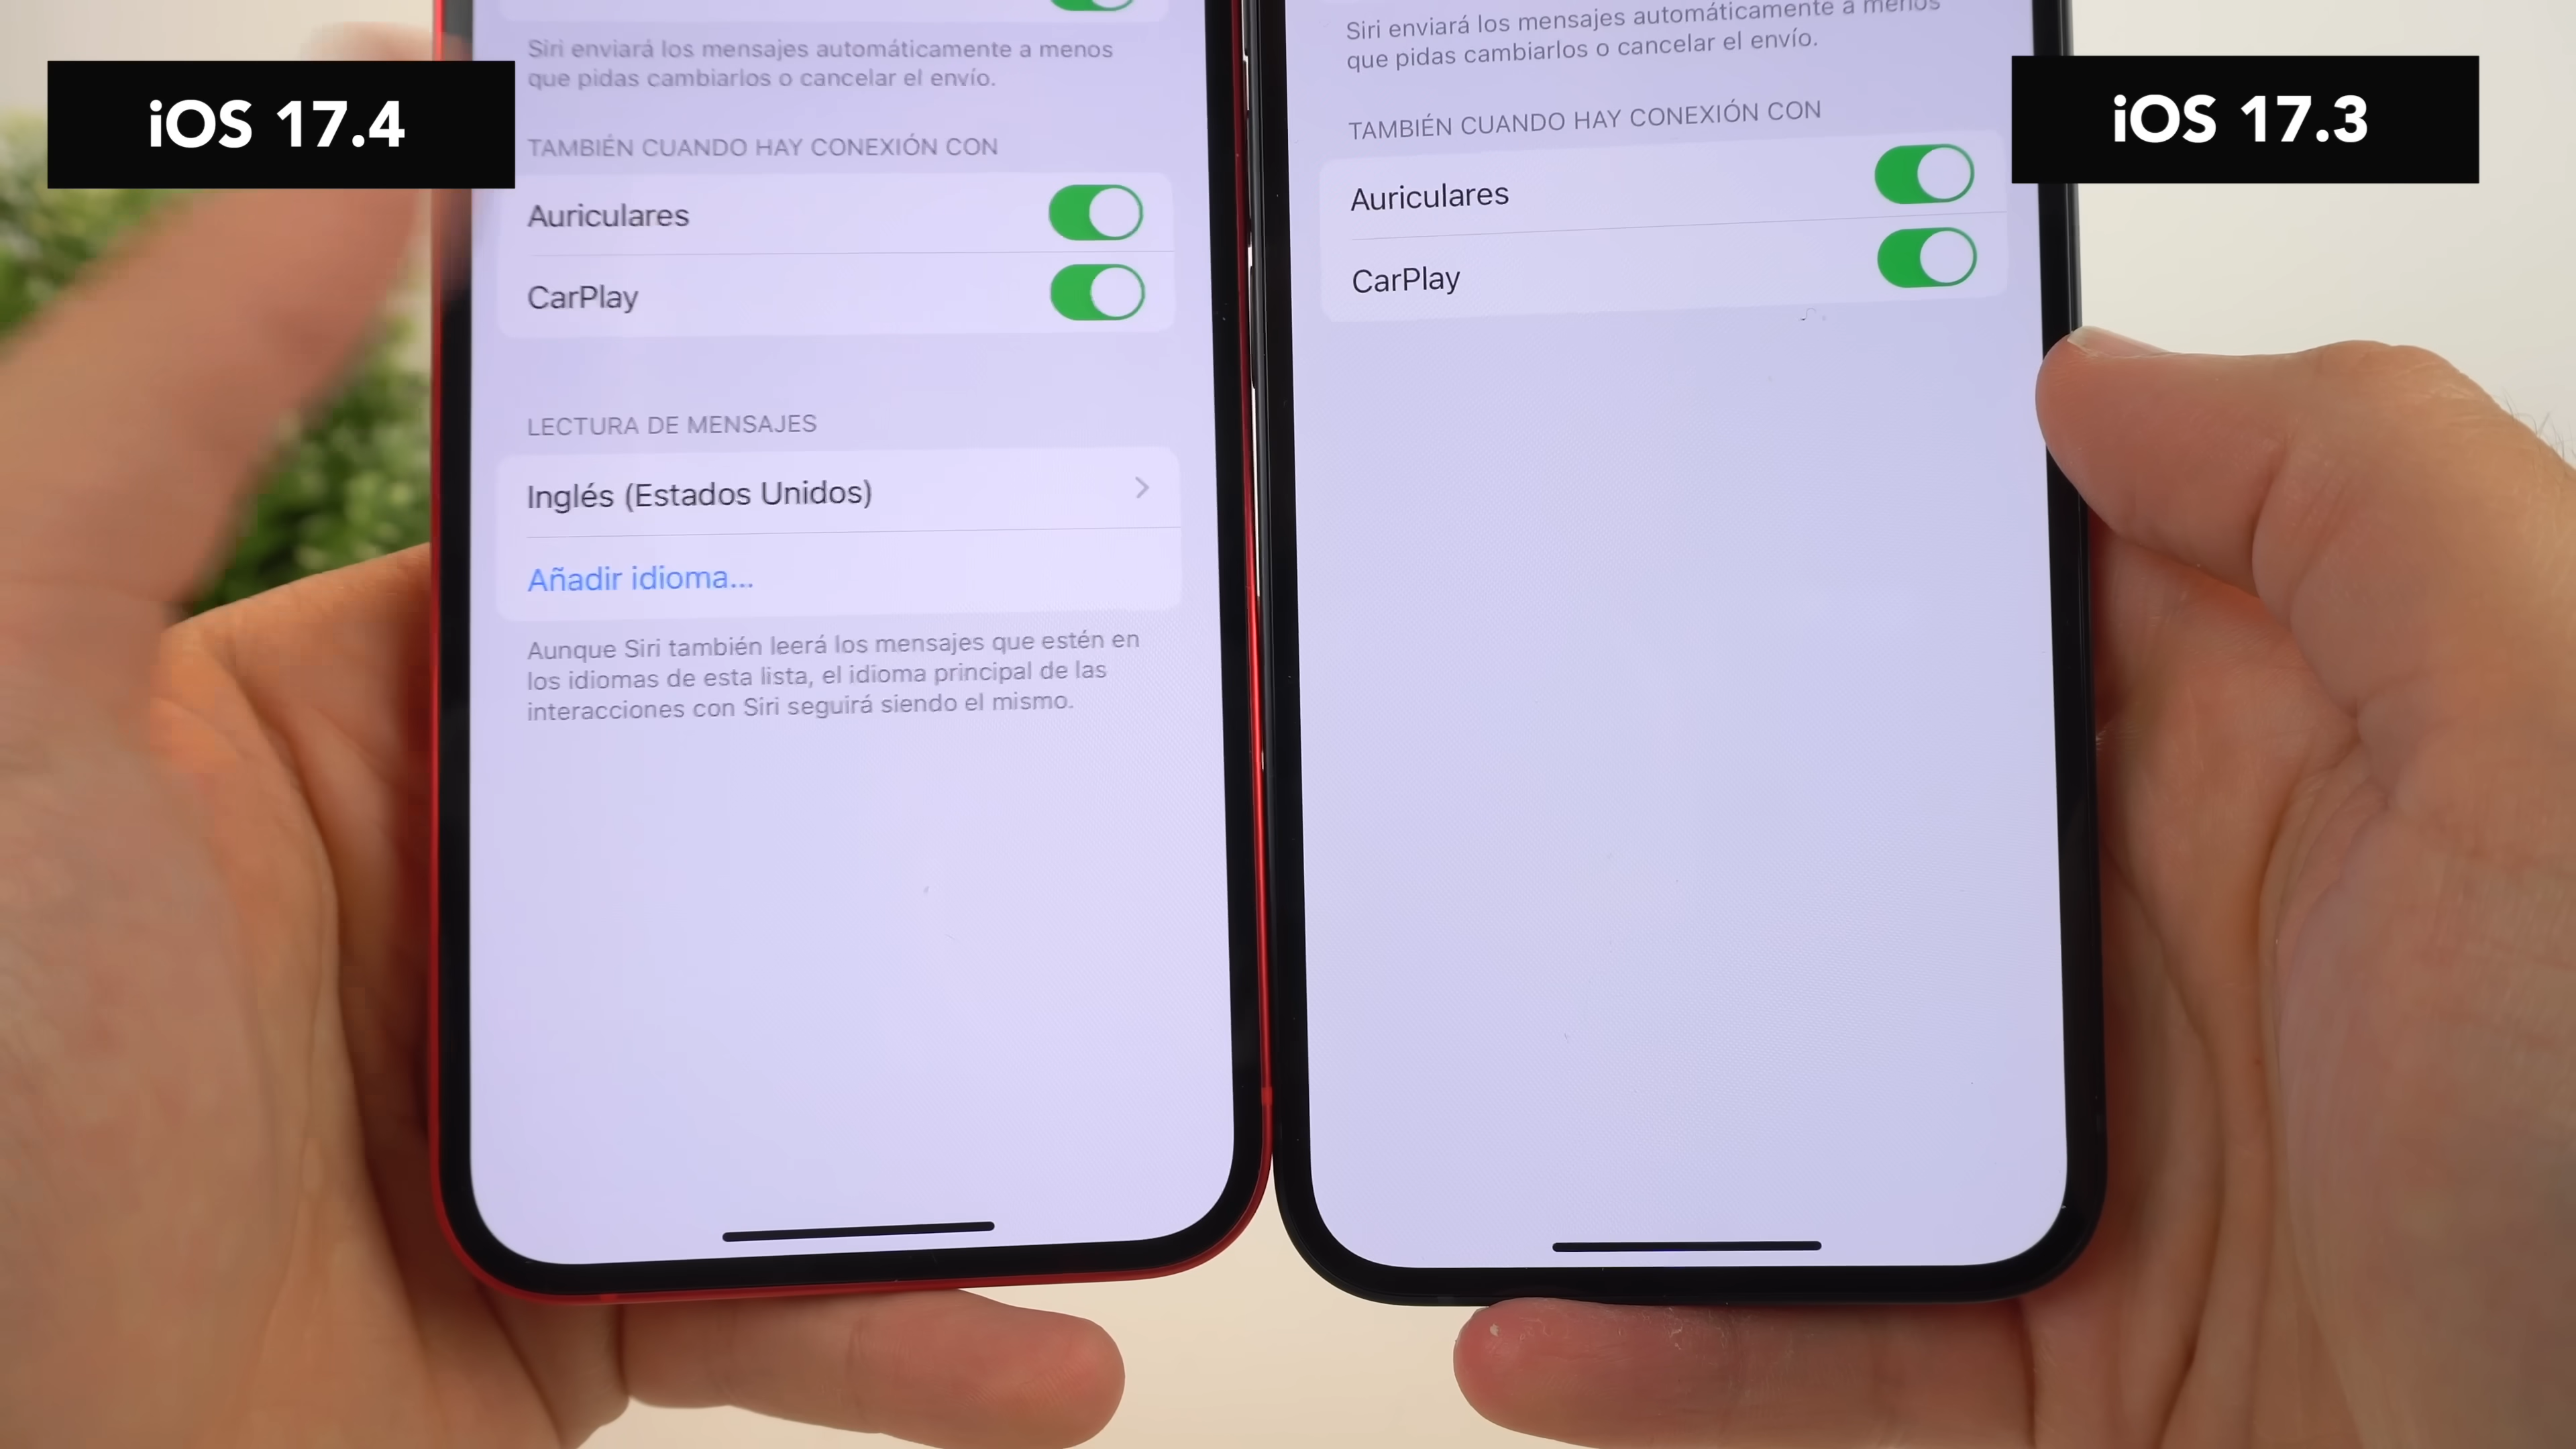 iOS 17.4
Siri enviará los mensajes automáticamente a menos
que pidas cambiarlos o cancelar el envío.
TAMBIÉN CUANDO HAY CONEXIÓN CON
Auriculares
CarPlay
LECTURA DE MENSAJES
Inglés (Estados Unidos)
Añadir idioma...
Aunque Siri también leerá los mensajes que estén en
los idiomas de esta lista, el idioma principal de las
interacciones con Siri seguirá siendo el mismo.
iOS 17.3
Siri enviará los mensajes automáticamente a menos
que pidas cambiarlos o cancelar el envío.
TAMBIÉN CUANDO HAY CONEXIÓN CON
Auriculares
CarPlay